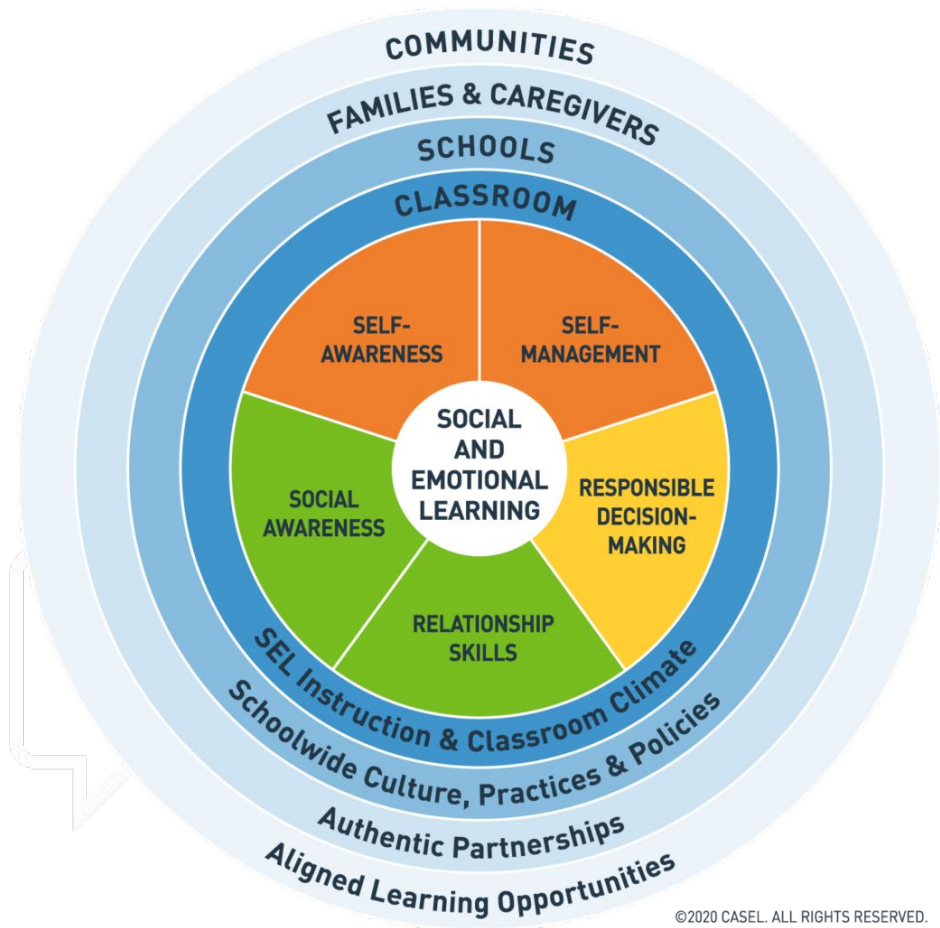 COMMUNITIES
FAMILIES & CAREGIVERS
SCHOOLS
CLASSROOM
SELF-
AWARENESS
SELF-
MANAGEMENT
SOCIAL
AND
EMOTIONAL
LEARNING
SOCIAL
AWARENESS
RESPONSIBLE
DECISION-
MAKING
RELATIONSHIP
SKILLS
SEL Instruction & Classroom Climate
Schoolwide Culture, Practices & Policies
Authentic Partnerships
Aligned Learning Opportunities
©2020 CASEL. ALL RIGHTS RESERVED.